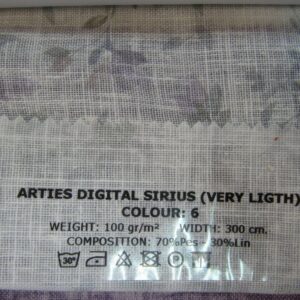 ARTIES DIGITAL SIRIUS (VERY LIGTH)
COLOUR: 6
WEIGHT: 100 gr/m² WIDTH: 300 cm.
COMPOSITION: 70%Pes - 30%Lin
30°